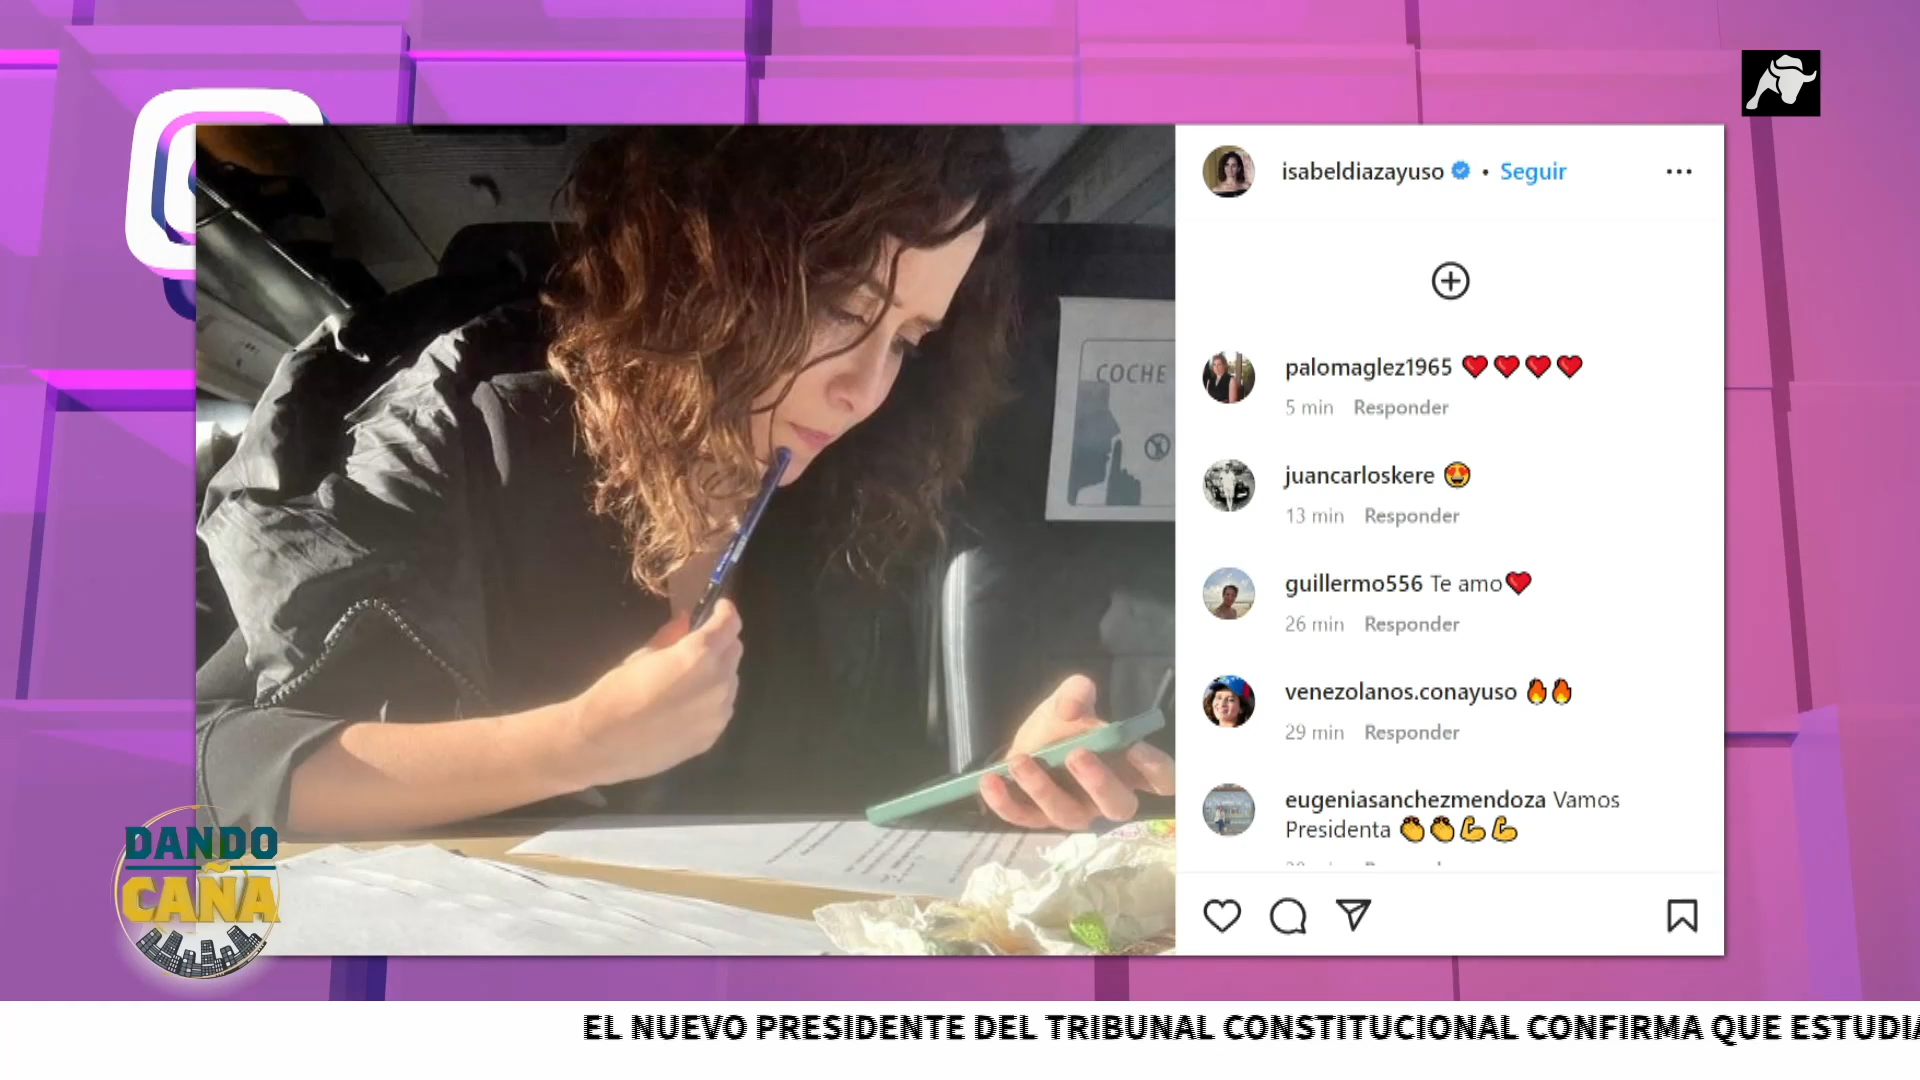 COCHE
isabeldiazayuso • Seguir
palomaglez1965 ❤️❤️❤️❤️
5 min Responder
juancarloskere 😍
13 min Responder
guillermo556 Te amo❤️
26 min Responder
venezolanos.conayuso 🔥🔥
29 min Responder
eugeniasanchezmendoza Vamos
Presidenta 👏👏💪💪
DANDO
CAÑA
EL NUEVO PRESIDENTE DEL TRIBUNAL CONSTITUCIONAL CONFIRMA QUE ESTUDIA